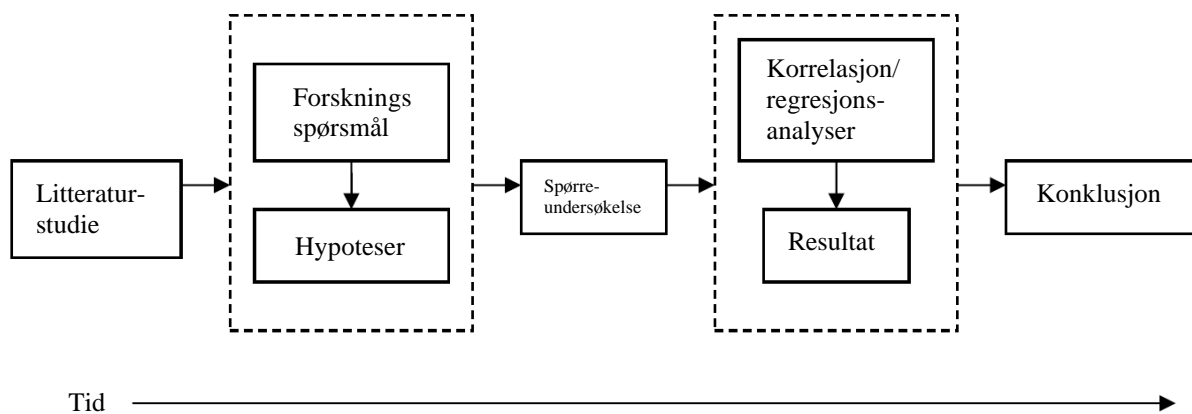 Litteratur-
studie
Forsknings
spørsmål
Hypoteser
Spørre-
undersøkelse
Korrelasjon/
regresjons-
analyser
Resultat
Konklusjon
Tid